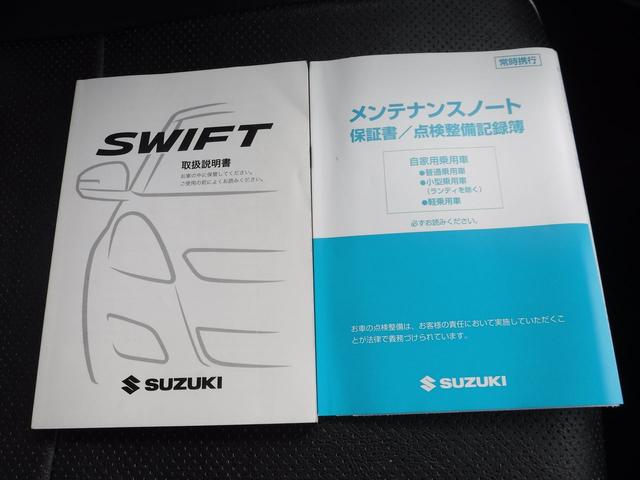 SWIFT
取扱説明書
お車の中に保管してください。
ご使用の前によくお読みください。
SUZUKI
常時携行
メンテナンスノート
保証書／点検整備記録簿
自家用乗用車
●普通乗用車
●小型乗用車
（ランディを除く）
●軽乗用車
必ずお読みください。
お車の点検整備は、お客様の責任において実施していただくこ
とが法律で義務づけられています。
SUZUKI